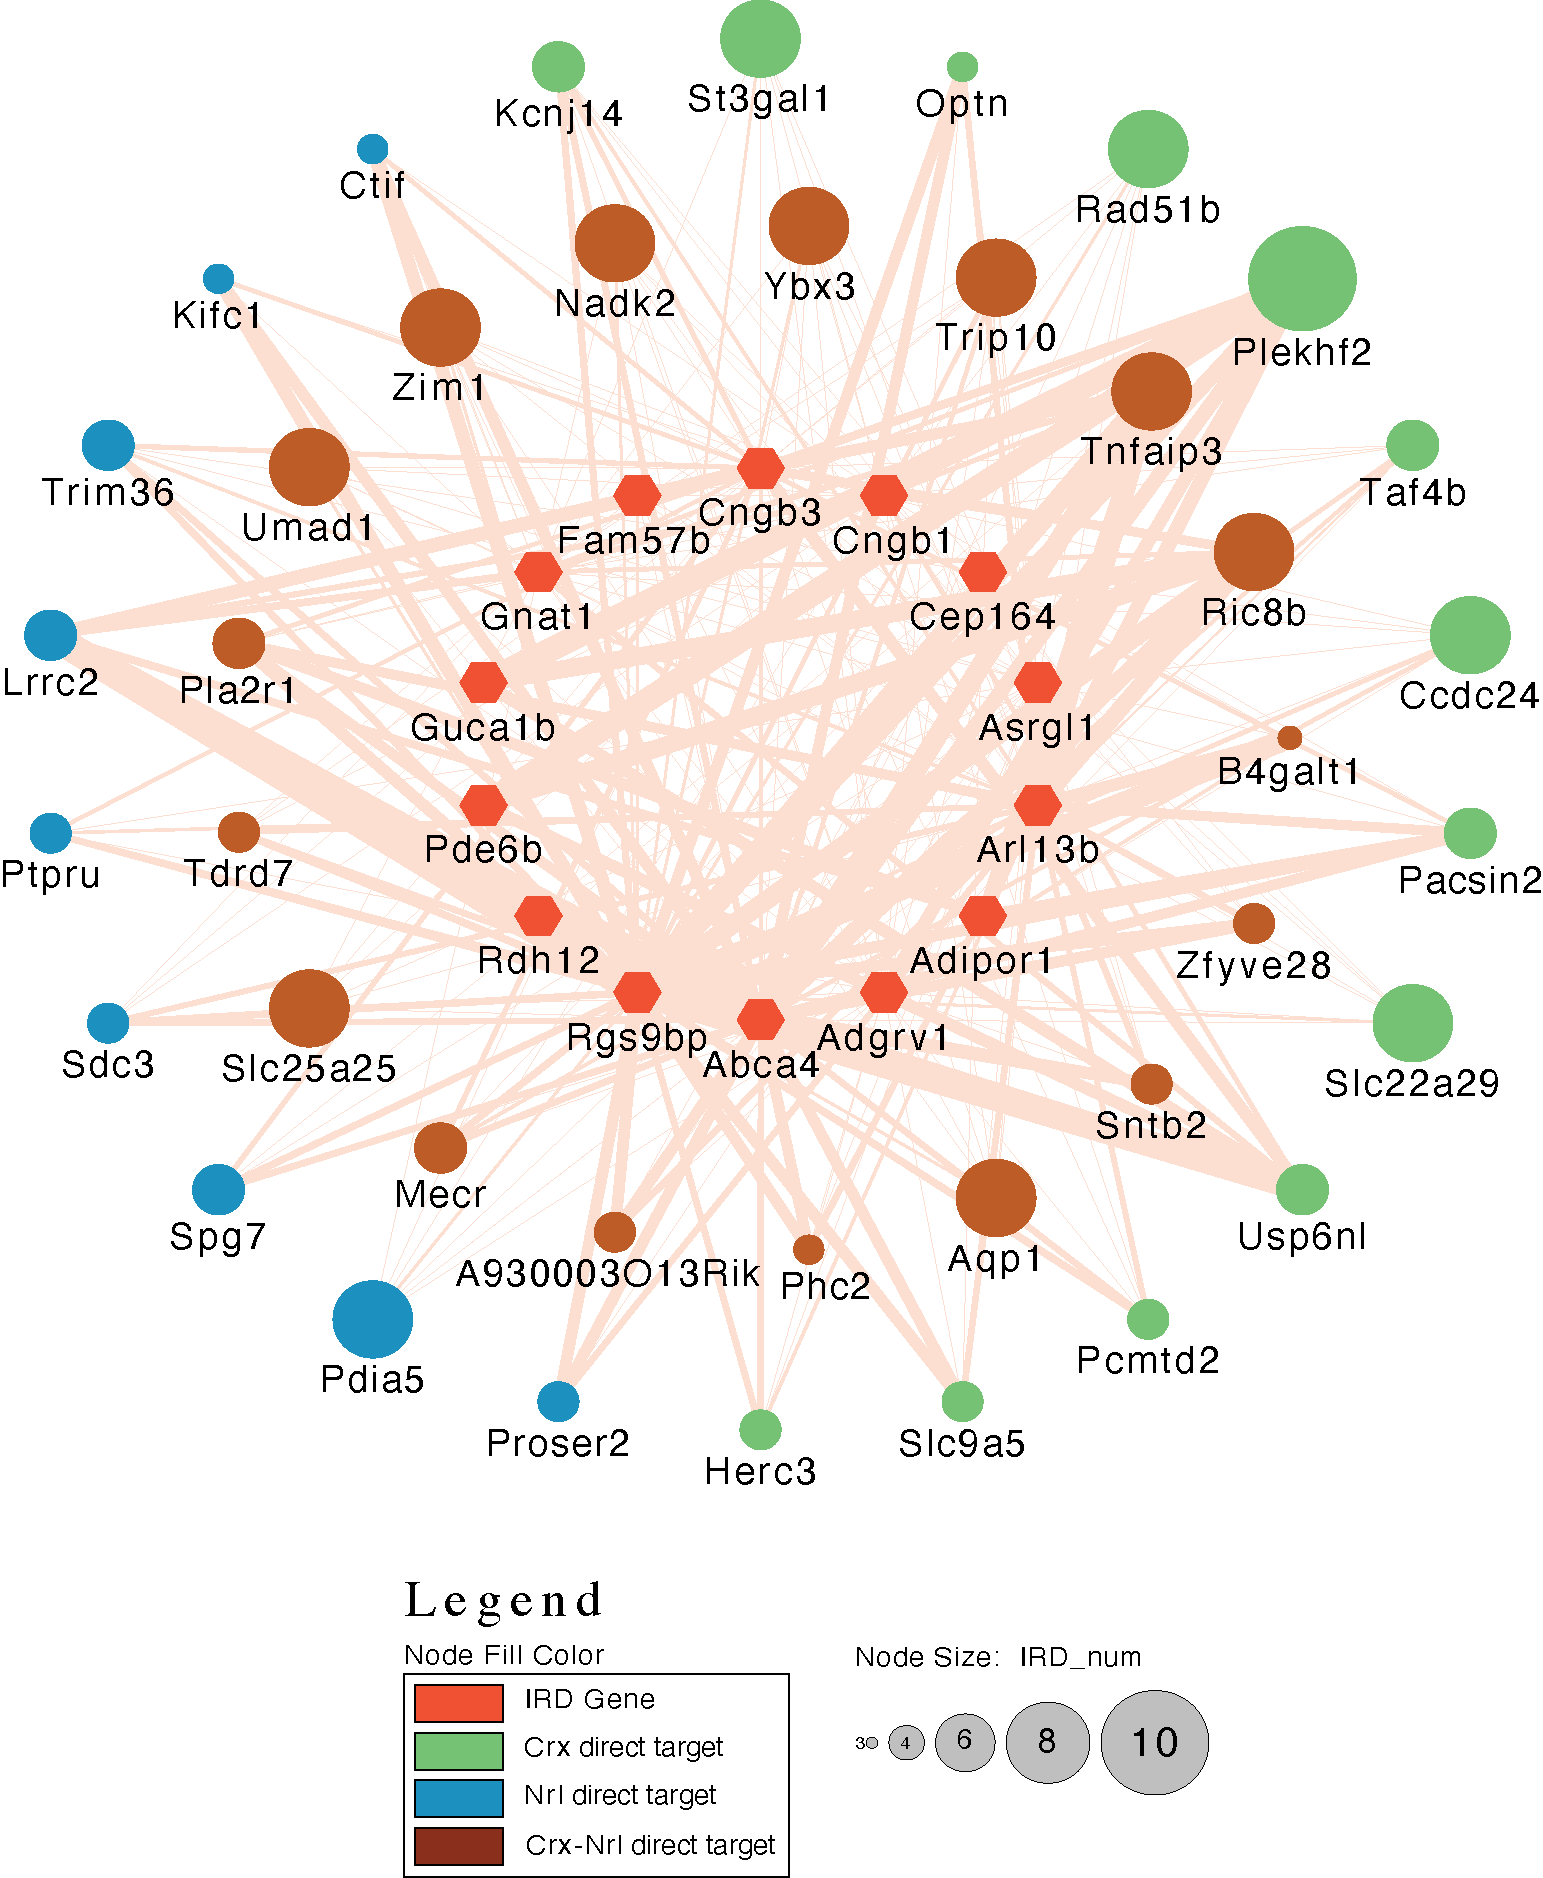 St3gal1
Kcnj14
Optn
Ctif
Rad51b
Nadk2
Ybx3
Kifc1
Trip10
Plekhf2
Zim1
Tnfaip3
Trim36
Umad1
Taf4b
Cngb3
Fam57b
Cngb1
Gnat1
Cep164
Ric8b
Lrrc2
Pla2r1
Ccdc24
Guca1b
Asrgl1
B4galt1
Ptpru
Tdrd7
Pde6b
Arl13b
Pacsin2
Rdh12
Adipor1
Zfyve28
Rgs9bp
Adgrv1
Abca4
Sdc3
Slc25a25
Slc22a29
Sntb2
Mecr
Spg7
Usp6nl
A930003O13Rik
Phc2
Aqp1
Pdia5
Pcmtd2
Proser2
Herc3
Slc9a5
Legend
Node Fill Color
IRD Gene
Crx direct target
Nrl direct target
Crx-Nrl direct target
Node Size: IRD_num
3 4 6 8 10